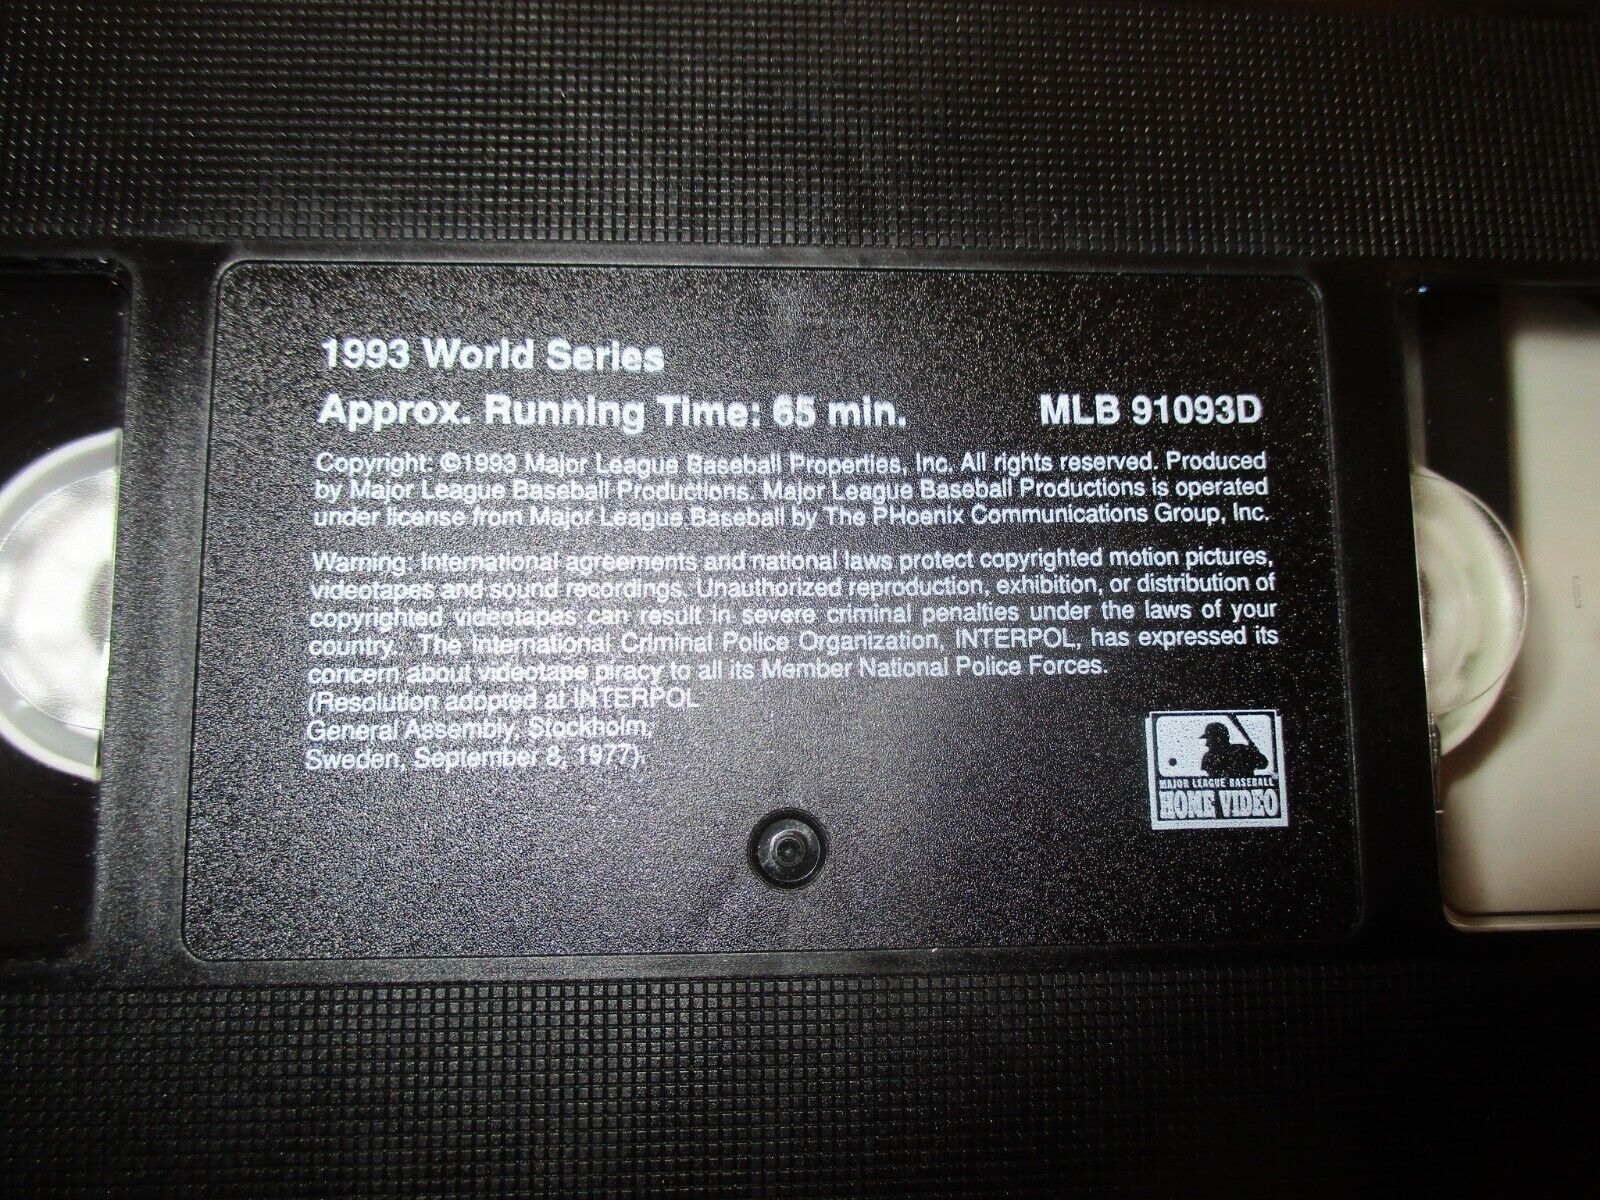 1993 World Series
Approx. Running Time: 65 min. MLB 91093D
Copyright: ©1993 Major League Baseball Properties, Inc. All rights reserved. Produced
by Major League Baseball Productions. Major League Baseball Productions is operated
under license from Major League Baseball by The PHoenix Communications Group, Inc.
Warning: International agreements and national laws protect copyrighted motion pictures,
videotapes and sound recordings. Unauthorized reproduction, exhibition, or distribution of
copyrighted videotapes can result in severe criminal penalties under the laws of your
country. The International Criminal Police Organization, INTERPOL, has expressed its
concern about videotape piracy to all its Member National Police Forces.
(Resolution adopted at INTERPOL
General Assembly, Stockholm,
Sweden, September 8, 1977).
MAJOR LEAGUE BASEBALL
HOME VIDEO